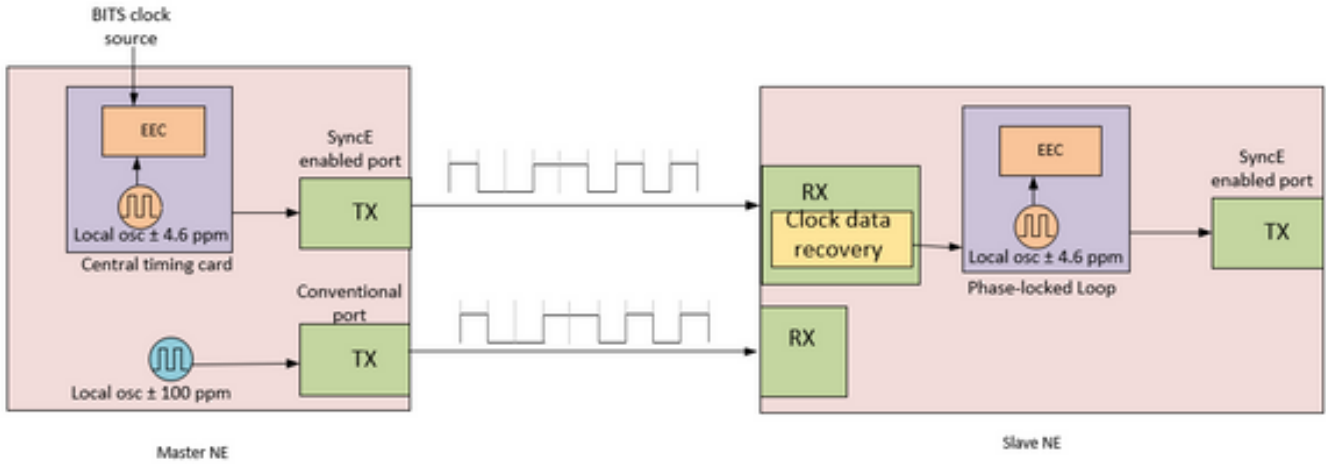 BITS clock
source
EEC
Local osc ± 4.6 ppm
Central timing card
SyncE
enabled port
TX
Conventional
port
TX
Local osc ± 100 ppm
Master NE
RX
Clock data
recovery
RX
EEC
Local osc ± 4.6 ppm
Phase-locked Loop
SyncE
enabled port
TX
Slave NE